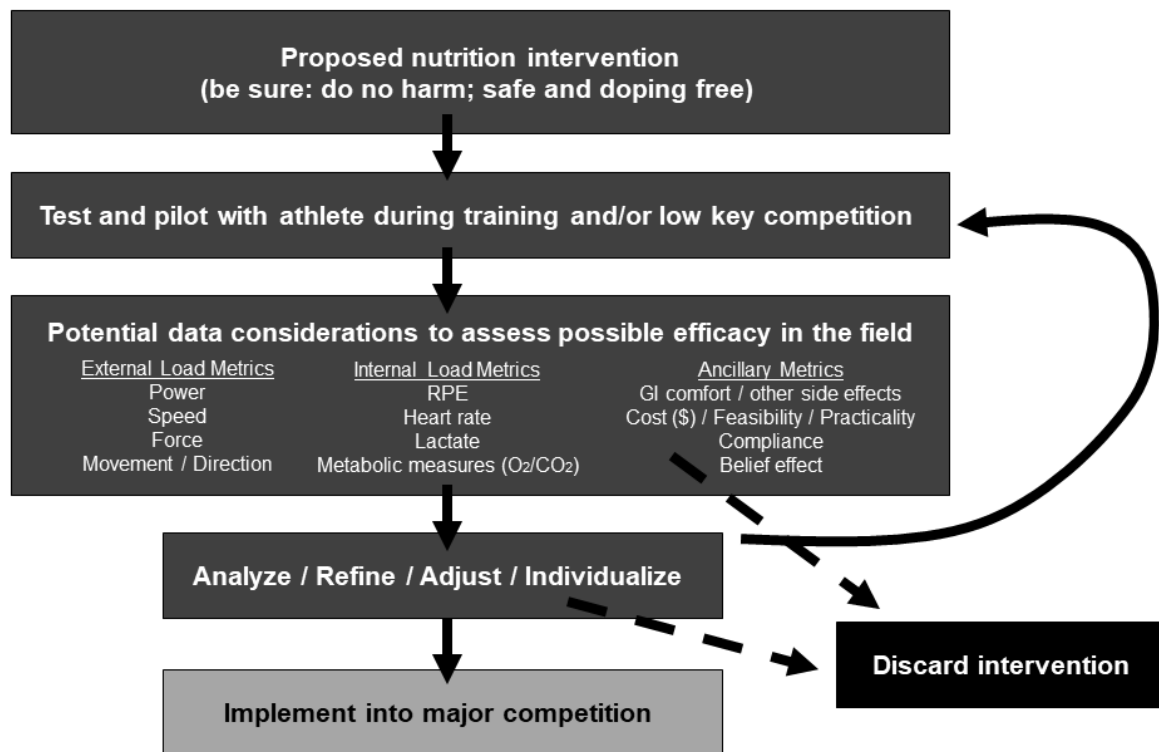 Proposed nutrition intervention
(be sure: do no harm; safe and doping free)
Test and pilot with athlete during training and/or low key competition
Potential data considerations to assess possible efficacy in the field
External Load Metrics
Power
Speed
Force
Movement / Direction
Internal Load Metrics
RPE
Heart rate
Lactate
Metabolic measures (O₂/CO₂)
Ancillary Metrics
GI comfort / other side effects
Cost ($) / Feasibility / Practicality
Compliance
Belief effect
Analyze / Refine / Adjust / Individualize
Discard intervention
Implement into major competition